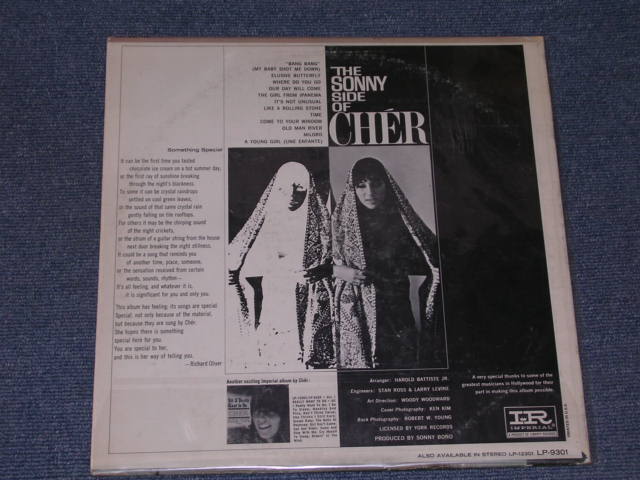 "BANG BANG"
(MY BABY SHOT ME DOWN)
ELUSIVE BUTTERFLY
WHERE DO YOU GO
OUR DAY WILL COME
THE GIRL FROM IPANEMA
IT'S NOT UNUSUAL
LIKE A ROLLING STONE
TIME
COME TO YOUR WINDOW
OLD MAN RIVER
MILORD
A YOUNG GIRL (UNE ENFANTE)
THE
SONNY
SIDE
OF
CHÉR
Something Special
It can be the first time you tasted
chocolate ice cream on a hot summer day,
or the first ray of sunshine breaking
through the night's blackness.
To some it can be crystal raindrops
settled on cool green leaves,
or the sound of that same crystal rain
gently falling on tile rooftops.
For others it may be the chirping sound
of the night crickets,
or the strum of a guitar string from the house
next door breaking the night stillness.
It could be a song that reminds you
of another time, place, someone,
or the sensation received from certain
words, sounds, rhythm—
It's all feeling, and whatever it is,
it is significant for you and only you.
This album has feeling; its songs are special.
Special; not only because of the material,
but because they are sung by Chér.
She hopes there is something
special here for you.
You are special to her,
and this is her way of telling you.
—Richard Oliver
Another exciting Imperial album by Chér:
Arranger: HAROLD BATTISTE JR.
Engineers: STAN ROSS & LARRY LEVINE
Art Direction: WOODY WOODWARD
Cover Photography: KEN KIM
Back Photography: ROBERT W. YOUNG
LICENSED BY YORK RECORDS
PRODUCED BY SONNY BONO
A very special thanks to some of the
greatest musicians in Hollywood for their
part in making this album possible.
IR
IMPERIAL
ALSO AVAILABLE IN STEREO LP-12301 LP-9301